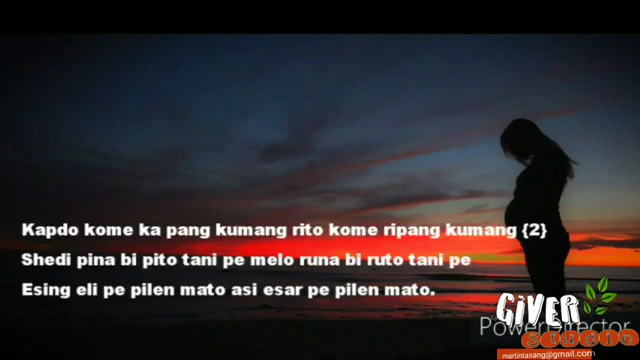 Kapdo kome ka pang kumang rito kome ripang kumang {2}
Shedi pina bi pito tani pe melo runa bi ruto tani pe
Esing eli pe pilen mato asi esar pe pilen mato.
GiVER
Studio
PowerDirector
martintasang@gmail.com